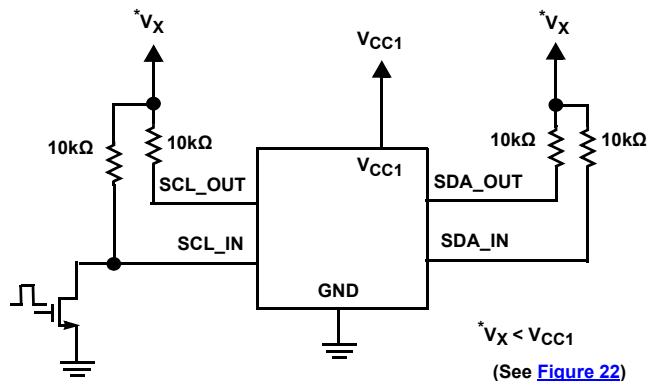 *VX
VCC1
*VX
10kΩ
10kΩ
10kΩ
10kΩ
VCC1
SCL_OUT
SDA_OUT
SCL_IN
SDA_IN
GND
*VX < VCC1
(See Figure 22)